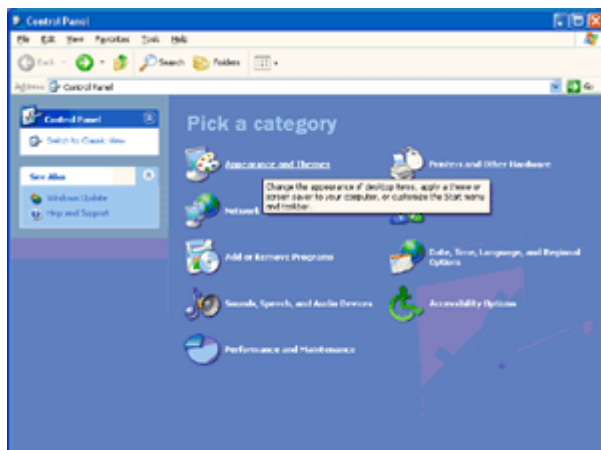 Control Panel
File Edit View Favorites Tools Help
Back Search Folders
Address Control Panel Go
Control Panel
Switch to Classic View
See Also
Windows Update
Help and Support
Pick a category
Appearance and Themes
Printers and Other Hardware
Change the appearance of desktop items, apply a theme or
screen saver to your computer, or customize the Start menu
and taskbar.
Network
Add or Remove Programs
Date, Time, Language, and Regional
Options
Sounds, Speech, and Audio Devices
Accessibility Options
Performance and Maintenance